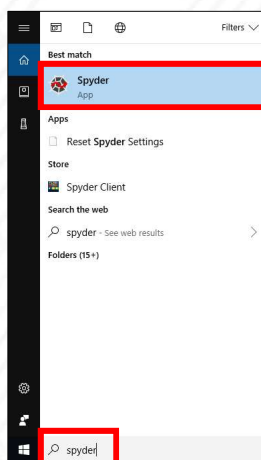 Filters
Best match
Spyder
App
Apps
Reset Spyder Settings
Store
Spyder Client
Search the web
spyder - See web results
Folders (15+)
spyder